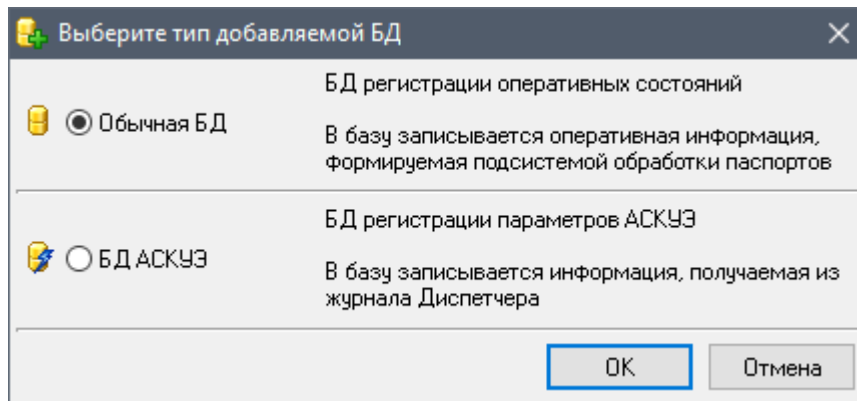 Выберите тип добавляемой БД
Обычная БД
БД регистрации оперативных состояний
В базу записывается оперативная информация,
формируемая подсистемой обработки паспортов
БД АСКУЭ
БД регистрации параметров АСКУЭ
В базу записывается информация, получаемая из
журнала Диспетчера
OK
Отмена